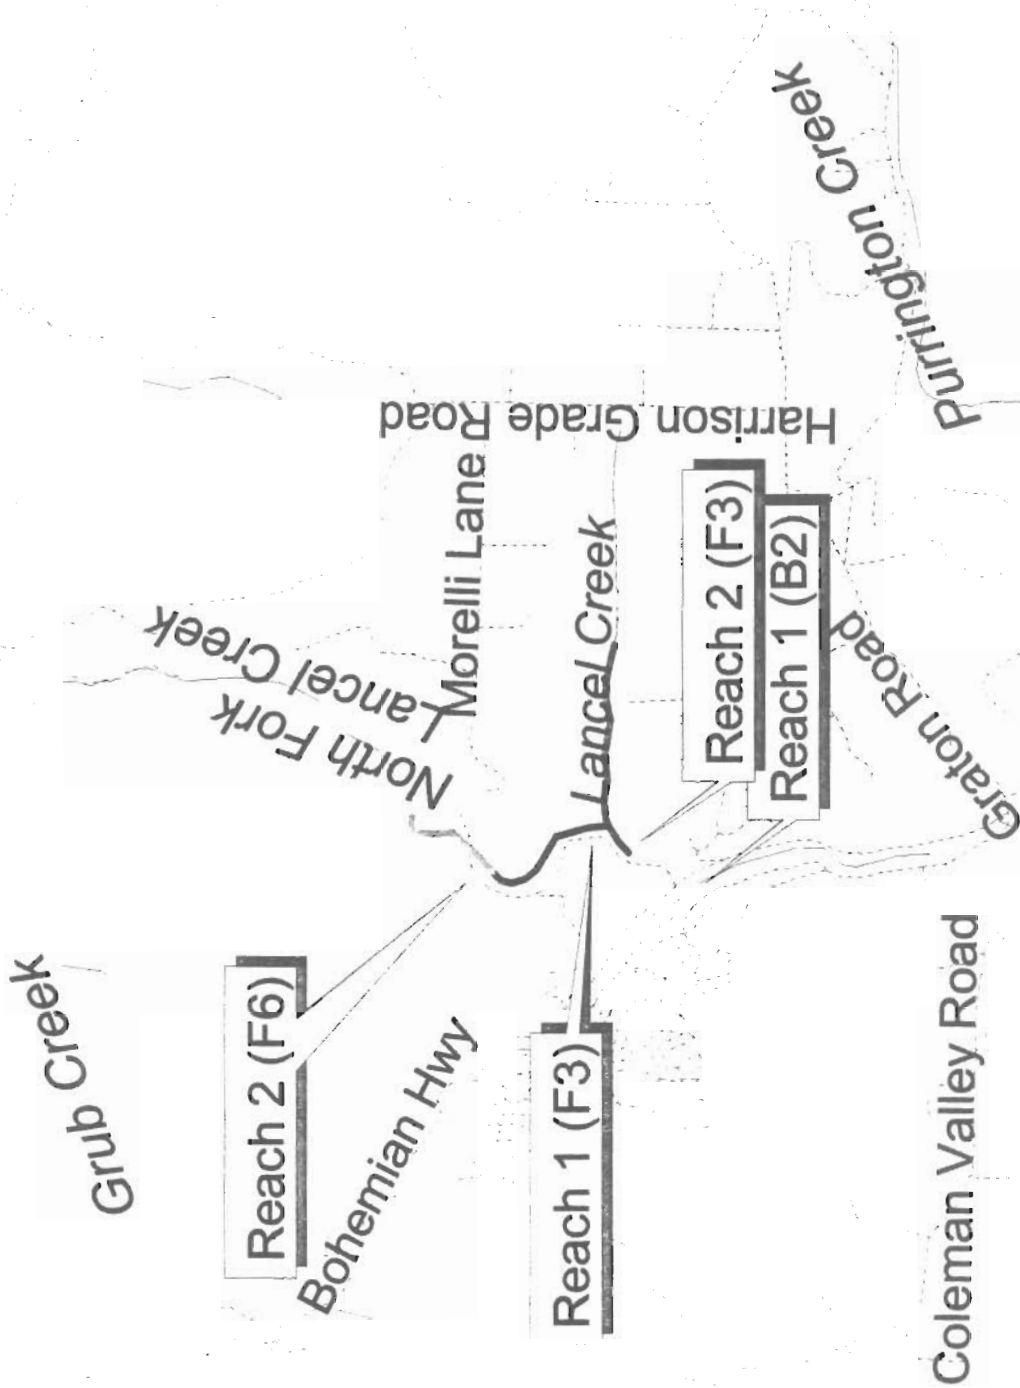 Grub Creek
Reach 2 (F6)
Bohemian Hwy
Reach 1 (F3)
North Fork
Lancel Creek
Morelli Lane
Lancel Creek
Harrison Grade Road
Reach 2 (F3)
Reach 1 (B2)
Graton Road
Purrington Creek
Coleman Valley Road